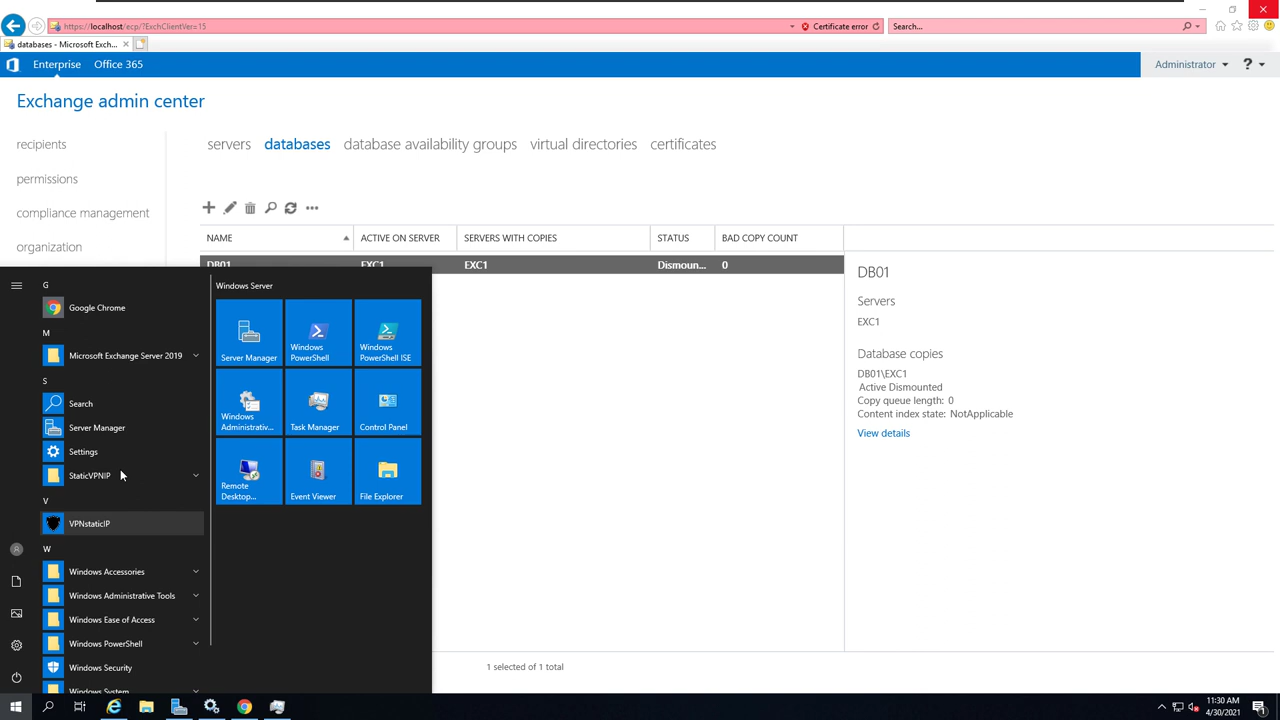 https://localhost/ecp/?ExchClientVer=15
Certificate error
Search...
databases - Microsoft Exch...
Enterprise
Office 365
Administrator
?
Exchange admin center
recipients
permissions
compliance management
organization
servers
databases
database availability groups
virtual directories
certificates
NAME
ACTIVE ON SERVER
SERVERS WITH COPIES
STATUS
BAD COPY COUNT
DB01
EXC1
EXC1
Dismoun...
0
DB01
Servers
EXC1
Database copies
DB01\EXC1
Active Dismounted
Copy queue length: 0
Content index state: NotApplicable
View details
1 selected of 1 total
G
Google Chrome
M
Microsoft Exchange Server 2019
S
Search
Server Manager
Settings
StaticVPNIP
V
VPNstaticIP
W
Windows Accessories
Windows Administrative Tools
Windows Ease of Access
Windows PowerShell
Windows Security
Windows System
Windows Server
Server Manager
Windows
PowerShell
Windows
PowerShell ISE
Windows
Administrativ...
Task Manager
Control Panel
Remote
Desktop...
Event Viewer
File Explorer
11:30 AM
4/30/2021
1